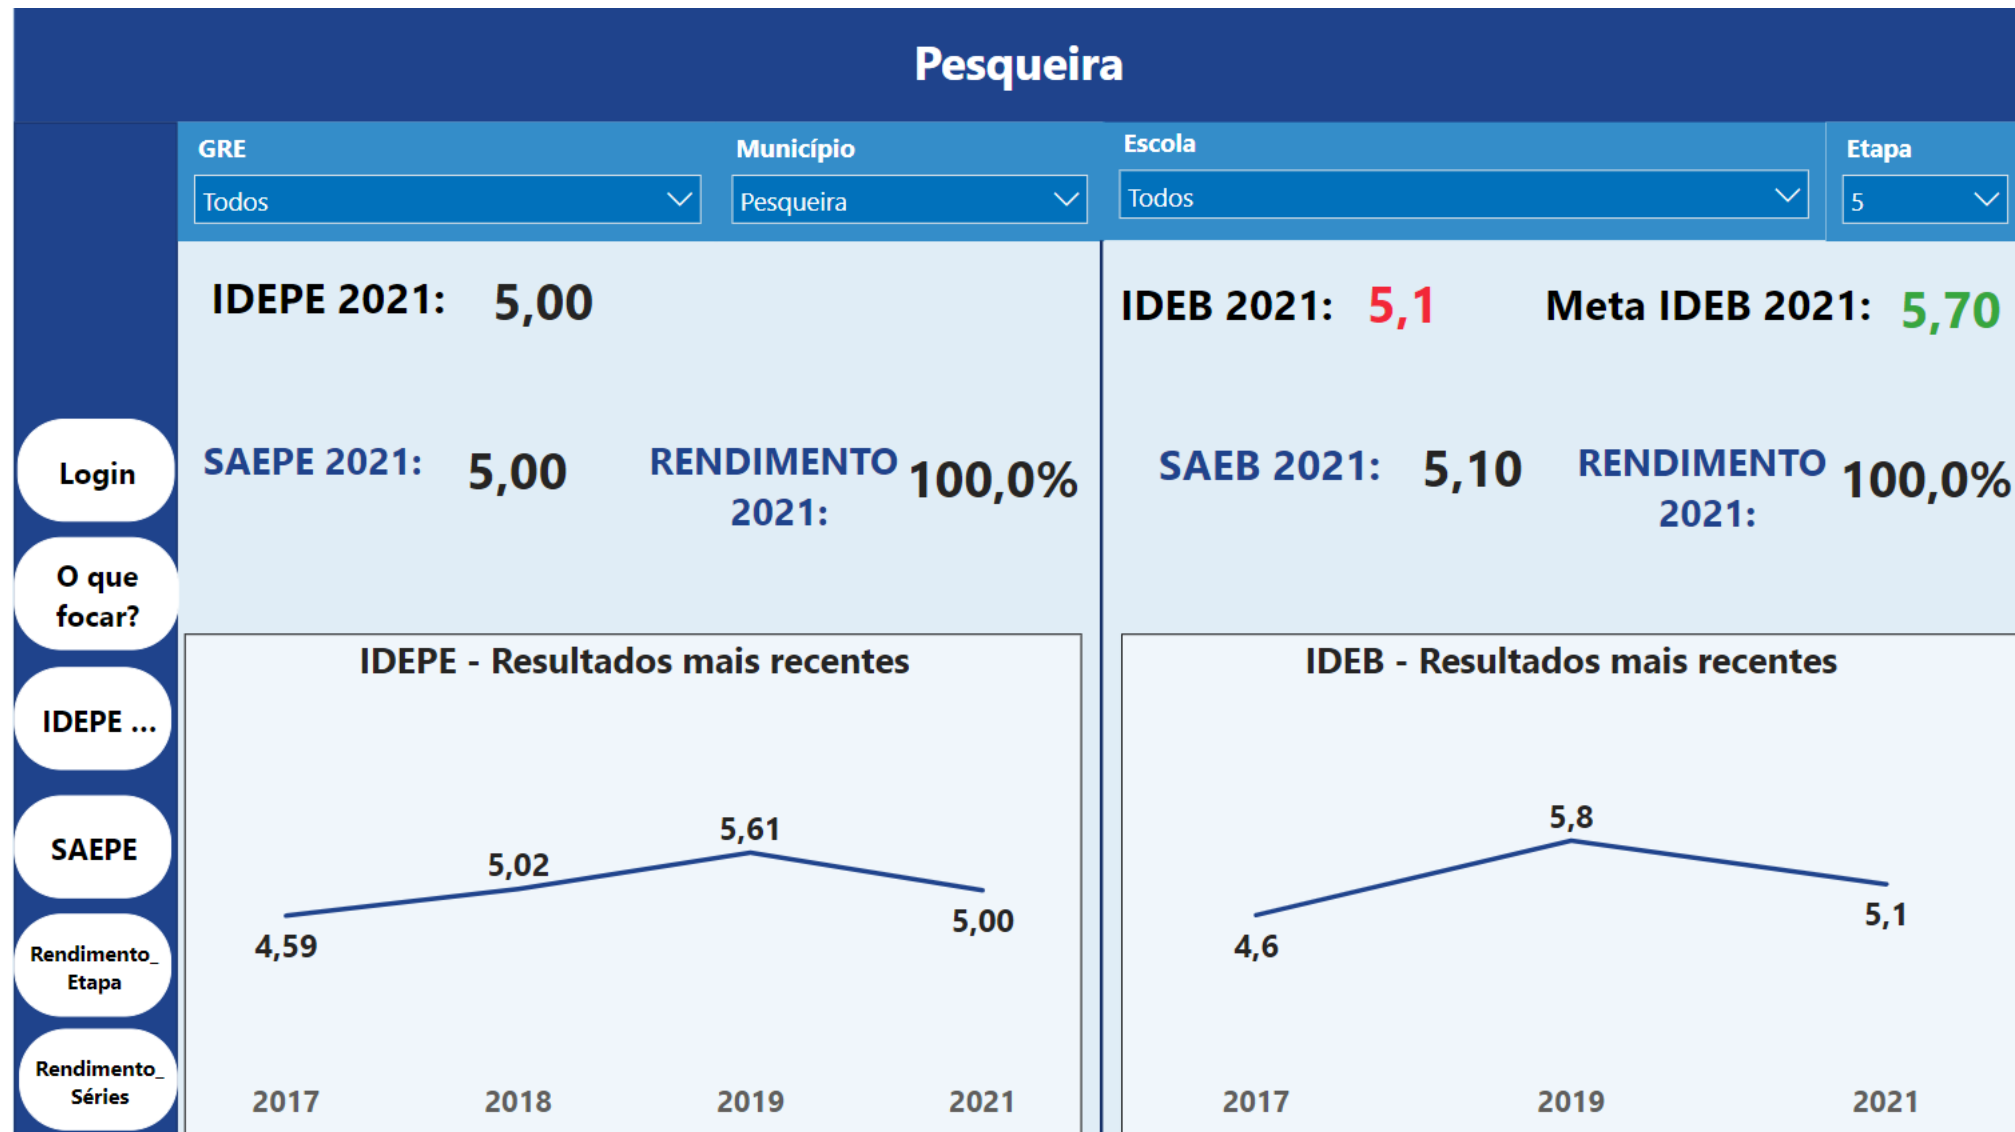 Pesqueira
GRE
Todos
Município
Pesqueira
Escola
Todos
Etapa
5
Login
O que
focar?
IDEPE ...
SAEPE
Rendimento_
Etapa
Rendimento_
Séries
IDEPE 2021: 5,00
SAEPE 2021: 5,00
RENDIMENTO
2021:
100,0%
IDEPE - Resultados mais recentes
4,59
5,02
5,61
5,00
2017 2018 2019 2021
IDEB 2021: 5,1
Meta IDEB 2021: 5,70
SAEB 2021: 5,10
RENDIMENTO
2021:
100,0%
IDEB - Resultados mais recentes
4,6
5,8
5,1
2017 2019 2021